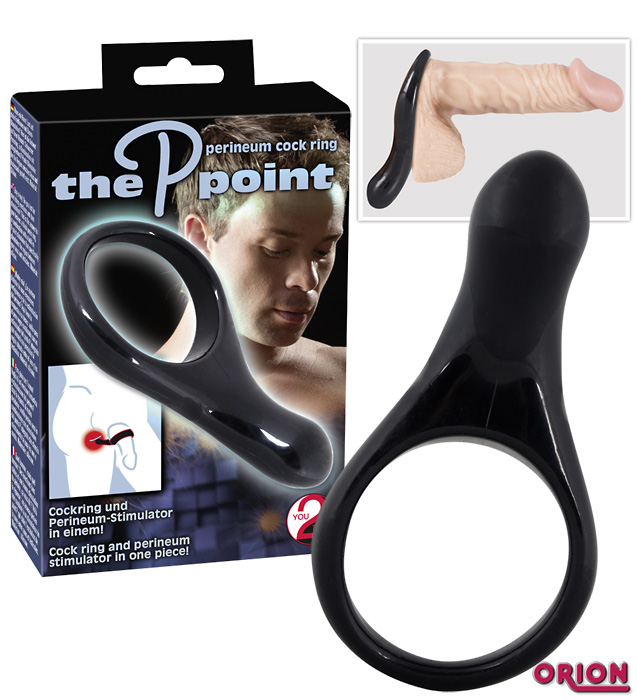 perineum cock ring
the P point
Cockring und
Perineum-Stimulator
in einem!
Cock ring and perineum
stimulator in one piece!
YOU
2
ORION